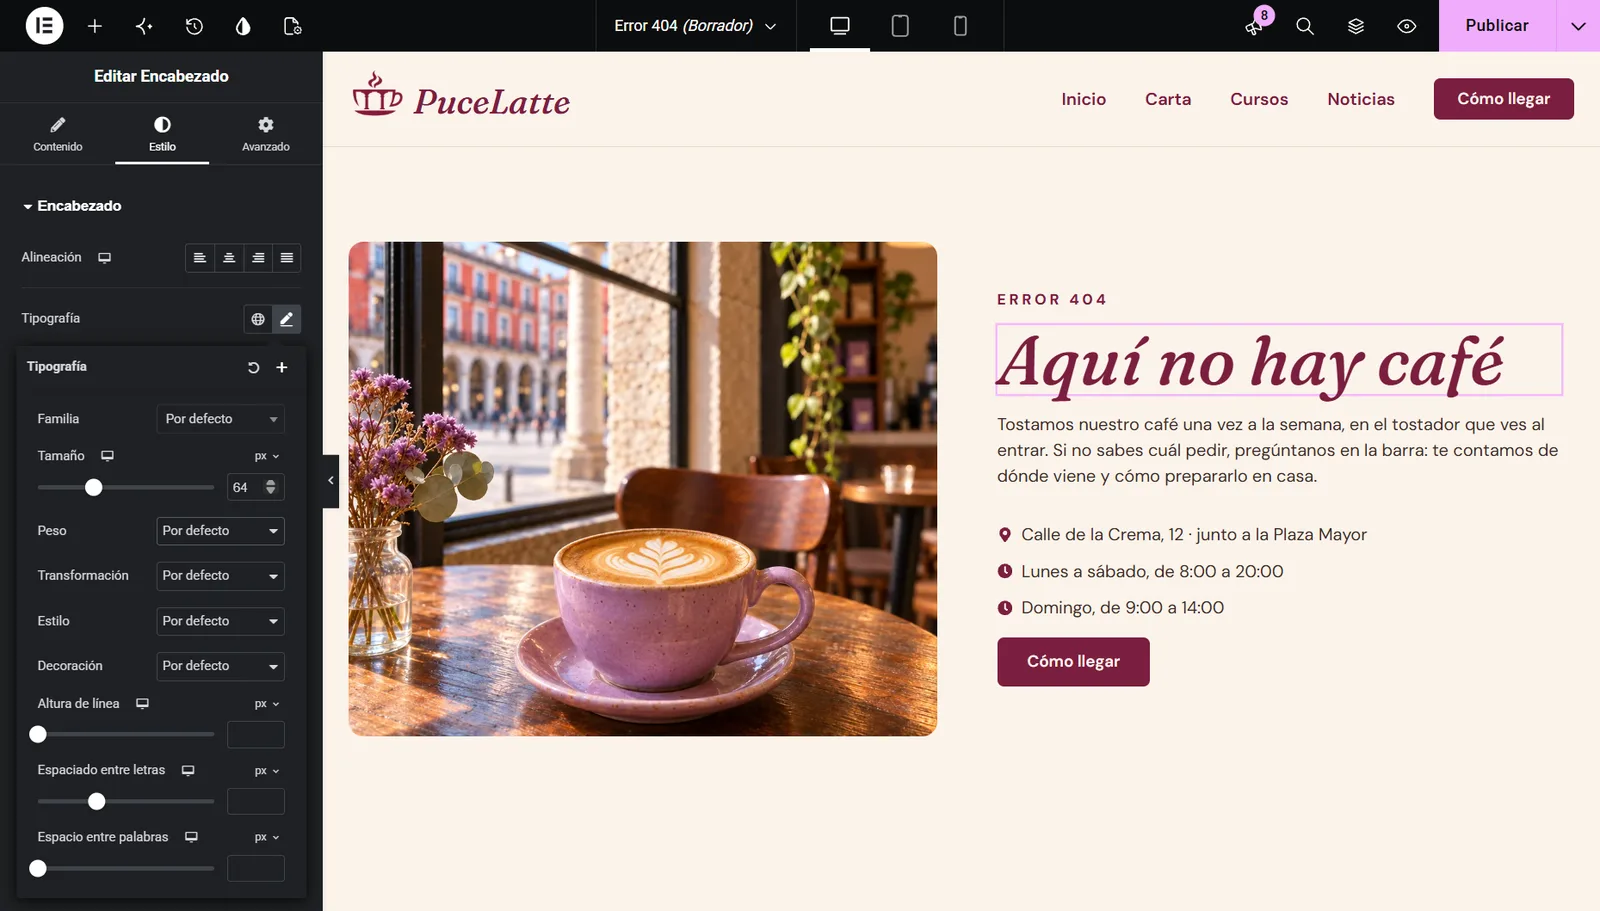 Error 404 (Borrador)
8
Publicar
Editar Encabezado
Contenido
Estilo
Avanzado
Encabezado
Alineación
Tipografía
Tipografía
Familia
Por defecto
Tamaño
px
64
Peso
Por defecto
Transformación
Por defecto
Estilo
Por defecto
Decoración
Por defecto
Altura de línea
px
Espaciado entre letras
px
Espacio entre palabras
px
PuceLatte
Inicio
Carta
Cursos
Noticias
Cómo llegar
ERROR 404
Aquí no hay café
Tostamos nuestro café una vez a la semana, en el tostador que ves al
entrar. Si no sabes cuál pedir, pregúntanos en la barra: te contamos de
dónde viene y cómo prepararlo en casa.
Calle de la Crema, 12 · junto a la Plaza Mayor
Lunes a sábado, de 8:00 a 20:00
Domingo, de 9:00 a 14:00
Cómo llegar